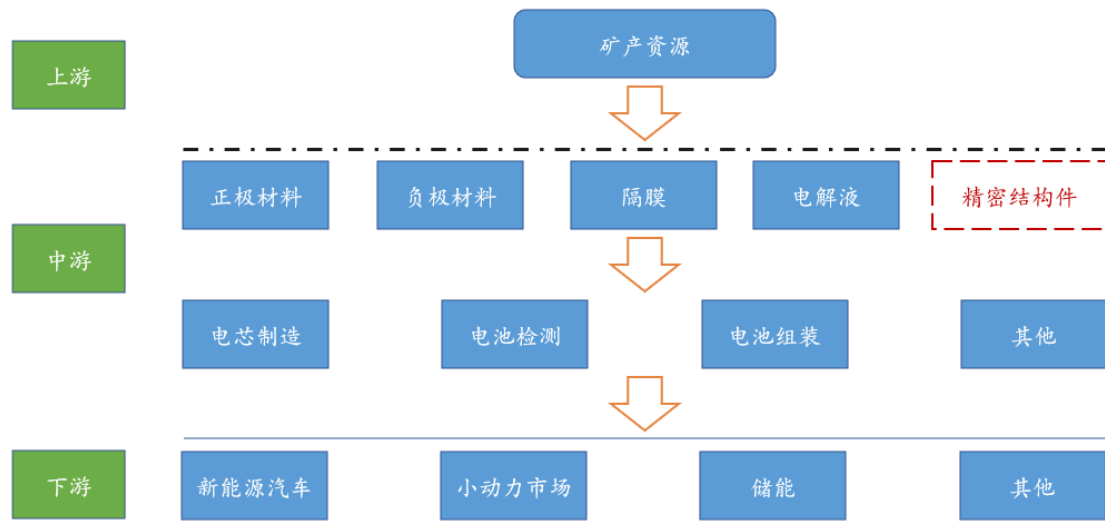 上游
矿产资源
正极材料
负极材料
隔膜
电解液
精密结构件
中游
电芯制造
电池检测
电池组装
其他
下游
新能源汽车
小动力市场
储能
其他